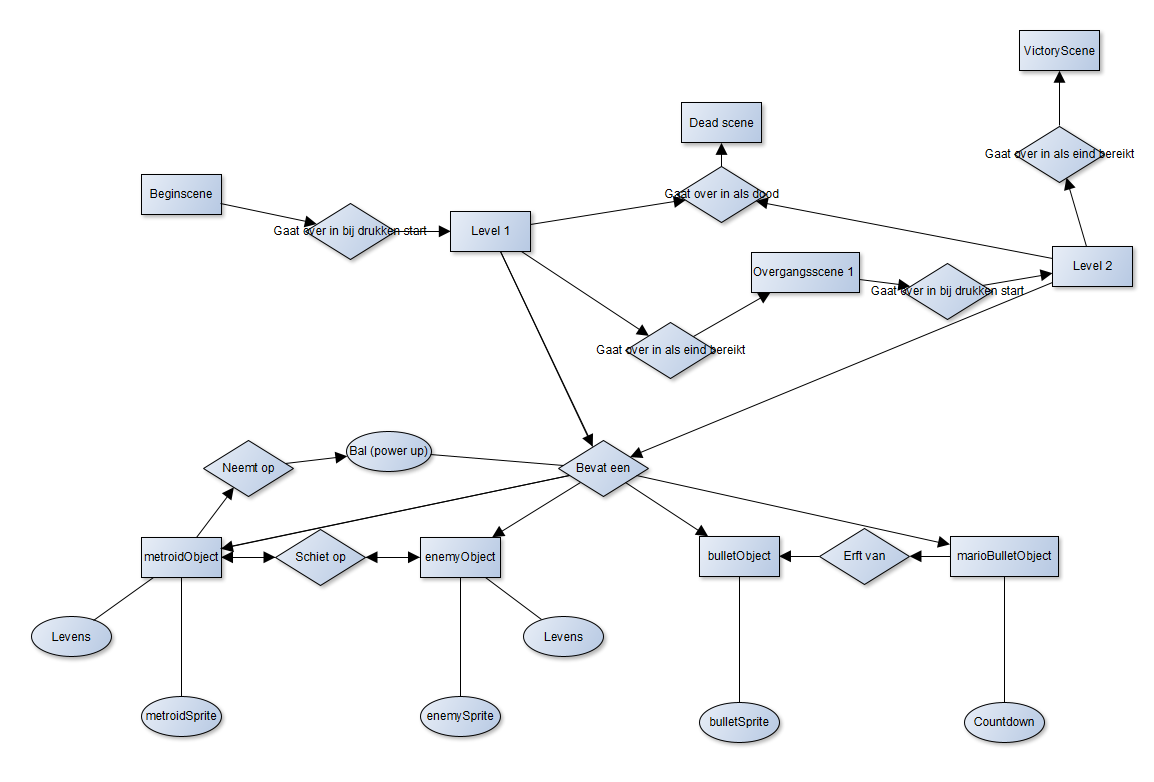 VictoryScene
Dead scene
Gaat over in als eind bereikt
Beginscene
Gaat over in als dood
Gaat over in bij drukken start
Level 1
Overgangsscene 1
Level 2
Gaat over in bij drukken start
Gaat over in als eind bereikt
Neemt op
Bal (power up)
Bevat een
metroidObject
Schiet op
enemyObject
bulletObject
Erft van
marioBulletObject
Levens
Levens
metroidSprite
enemySprite
bulletSprite
Countdown